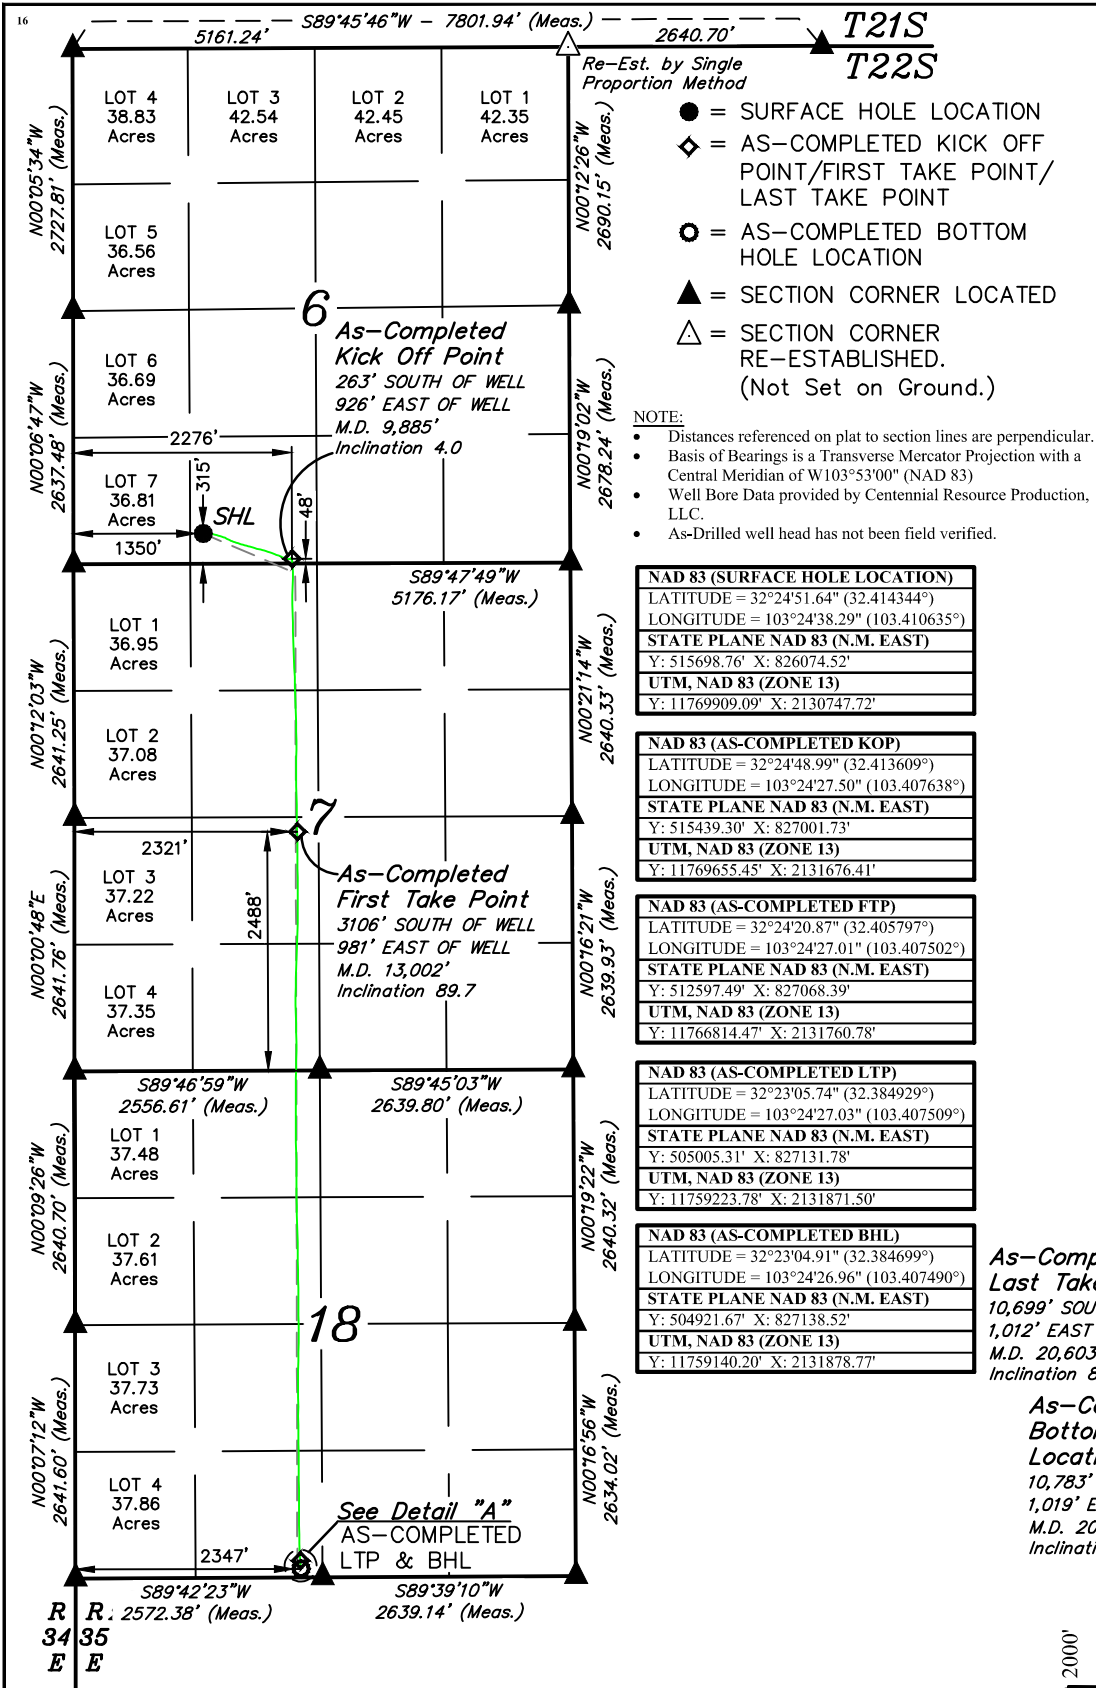 16
S89°45'46"W - 7801.94' (Meas.)
5161.24'
2640.70'
T21S
T22S
Re-Est. by Single
Proportion Method
N00°05'34"W
2727.81' (Meas.)
LOT 4
38.83
Acres
LOT 3
42.54
Acres
LOT 2
42.45
Acres
LOT 1
42.35
Acres
N00°12'26"W
2690.15' (Meas.)
LOT 5
36.56
Acres
6
N00°06'47"W
2637.48' (Meas.)
LOT 6
36.69
Acres
As-Completed
Kick Off Point
263' SOUTH OF WELL
926' EAST OF WELL
M.D. 9,885'
Inclination 4.0
N00°19'02"W
2678.24' (Meas.)
2276'
LOT 7
36.81
Acres
315'
SHL
48'
1350'
S89°47'49"W
5176.17' (Meas.)
N00°12'03"W
2641.25' (Meas.)
LOT 1
36.95
Acres
N00°21'14"W
2640.33' (Meas.)
LOT 2
37.08
Acres
7
2321'
N00°00'48"E
2641.76' (Meas.)
LOT 3
37.22
Acres
2488'
As-Completed
First Take Point
3106' SOUTH OF WELL
981' EAST OF WELL
M.D. 13,002'
Inclination 89.7
N00°16'21"W
2639.93' (Meas.)
LOT 4
37.35
Acres
S89°46'59"W
2556.61' (Meas.)
S89°45'03"W
2639.80' (Meas.)
N00°09'26"W
2640.70' (Meas.)
LOT 1
37.48
Acres
N00°19'22"W
2640.32' (Meas.)
LOT 2
37.61
Acres
18
N00°07'12"W
2641.60' (Meas.)
LOT 3
37.73
Acres
N00°16'56"W
2634.02' (Meas.)
LOT 4
37.86
Acres
See Detail "A"
AS-COMPLETED
LTP & BHL
2347'
S89°42'23"W
2572.38' (Meas.)
S89°39'10"W
2639.14' (Meas.)
R R
34 35
E E
= SURFACE HOLE LOCATION
= AS-COMPLETED KICK OFF
POINT/FIRST TAKE POINT/
LAST TAKE POINT
= AS-COMPLETED BOTTOM
HOLE LOCATION
= SECTION CORNER LOCATED
= SECTION CORNER
RE-ESTABLISHED.
(Not Set on Ground.)
NOTE:
• Distances referenced on plat to section lines are perpendicular.
• Basis of Bearings is a Transverse Mercator Projection with a
Central Meridian of W103°53'00" (NAD 83)
• Well Bore Data provided by Centennial Resource Production,
LLC.
• As-Drilled well head has not been field verified.
NAD 83 (SURFACE HOLE LOCATION)
LATITUDE = 32°24'51.64" (32.414344°)
LONGITUDE = 103°24'38.29" (103.410635°)
STATE PLANE NAD 83 (N.M. EAST)
Y: 515698.76' X: 826074.52'
UTM, NAD 83 (ZONE 13)
Y: 11769909.09' X: 2130747.72'
NAD 83 (AS-COMPLETED KOP)
LATITUDE = 32°24'48.99" (32.413609°)
LONGITUDE = 103°24'27.50" (103.407638°)
STATE PLANE NAD 83 (N.M. EAST)
Y: 515439.30' X: 827001.73'
UTM, NAD 83 (ZONE 13)
Y: 11769655.45' X: 2131676.41'
NAD 83 (AS-COMPLETED FTP)
LATITUDE = 32°24'20.87" (32.405797°)
LONGITUDE = 103°24'27.01" (103.407502°)
STATE PLANE NAD 83 (N.M. EAST)
Y: 512597.49' X: 827068.39'
UTM, NAD 83 (ZONE 13)
Y: 11766814.47' X: 2131760.78'
NAD 83 (AS-COMPLETED LTP)
LATITUDE = 32°23'05.74" (32.384929°)
LONGITUDE = 103°24'27.03" (103.407509°)
STATE PLANE NAD 83 (N.M. EAST)
Y: 505005.31' X: 827131.78'
UTM, NAD 83 (ZONE 13)
Y: 11759223.78' X: 2131871.50'
NAD 83 (AS-COMPLETED BHL)
LATITUDE = 32°23'04.91" (32.384699°)
LONGITUDE = 103°24'26.96" (103.407490°)
STATE PLANE NAD 83 (N.M. EAST)
Y: 504921.67' X: 827138.52'
UTM, NAD 83 (ZONE 13)
Y: 11759140.20' X: 2131878.77'
As-Comp
Last Tak
10,699' SOU
1,012' EAST
M.D. 20,603
Inclination 8
As-C
Botto
Locati
10,783'
1,019' E
M.D. 20
Inclinati
2000'